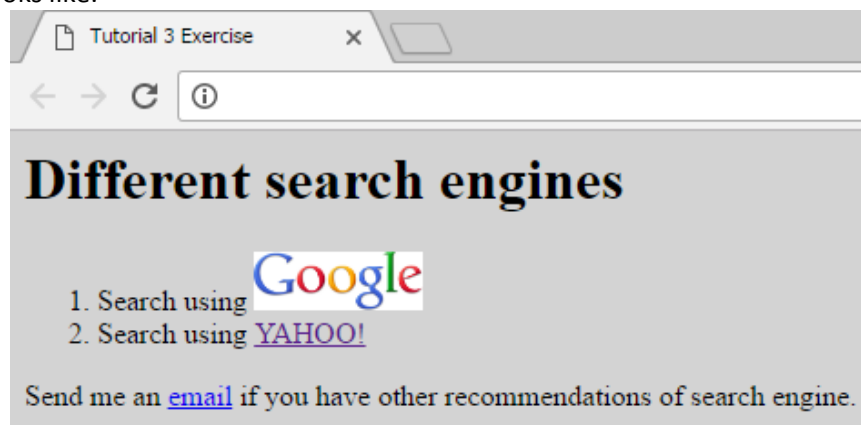 Tutorial 3 Exercise
Different search engines
1. Search using Google
2. Search using YAHOO!
Send me an email if you have other recommendations of search engine.